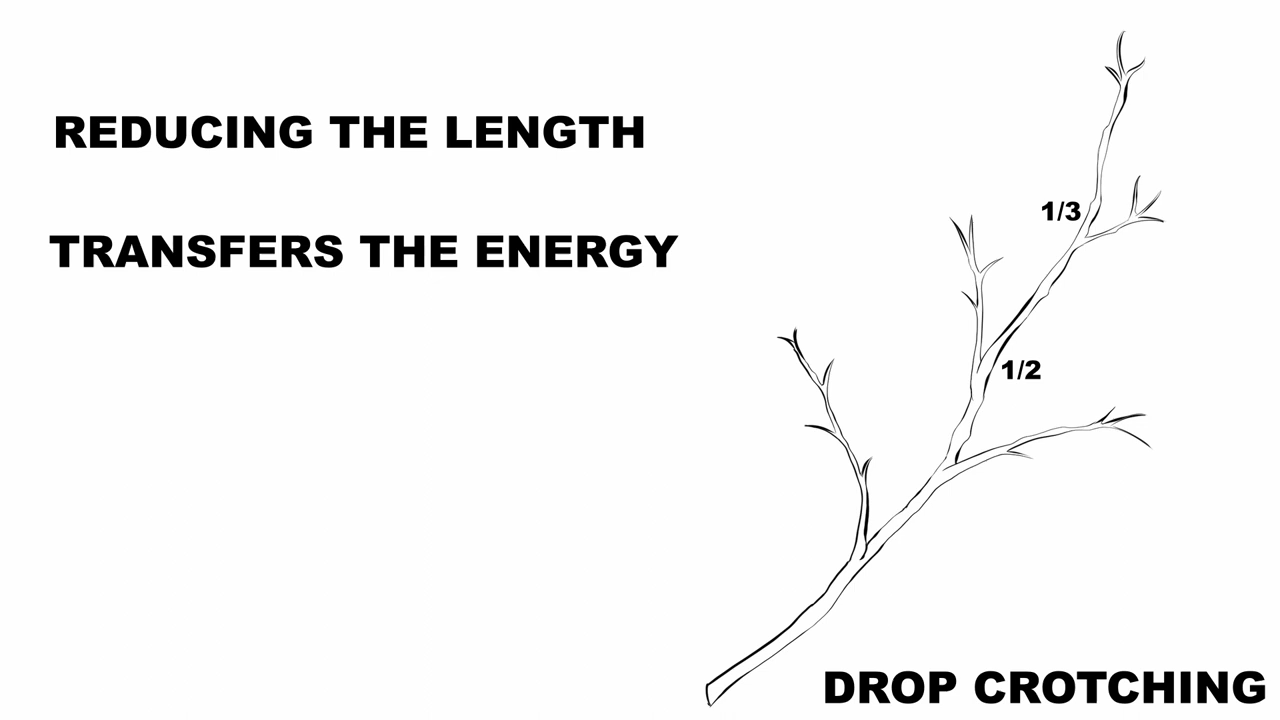 REDUCING THE LENGTH
TRANSFERS THE ENERGY
1/3
1/2
DROP CROTCHING